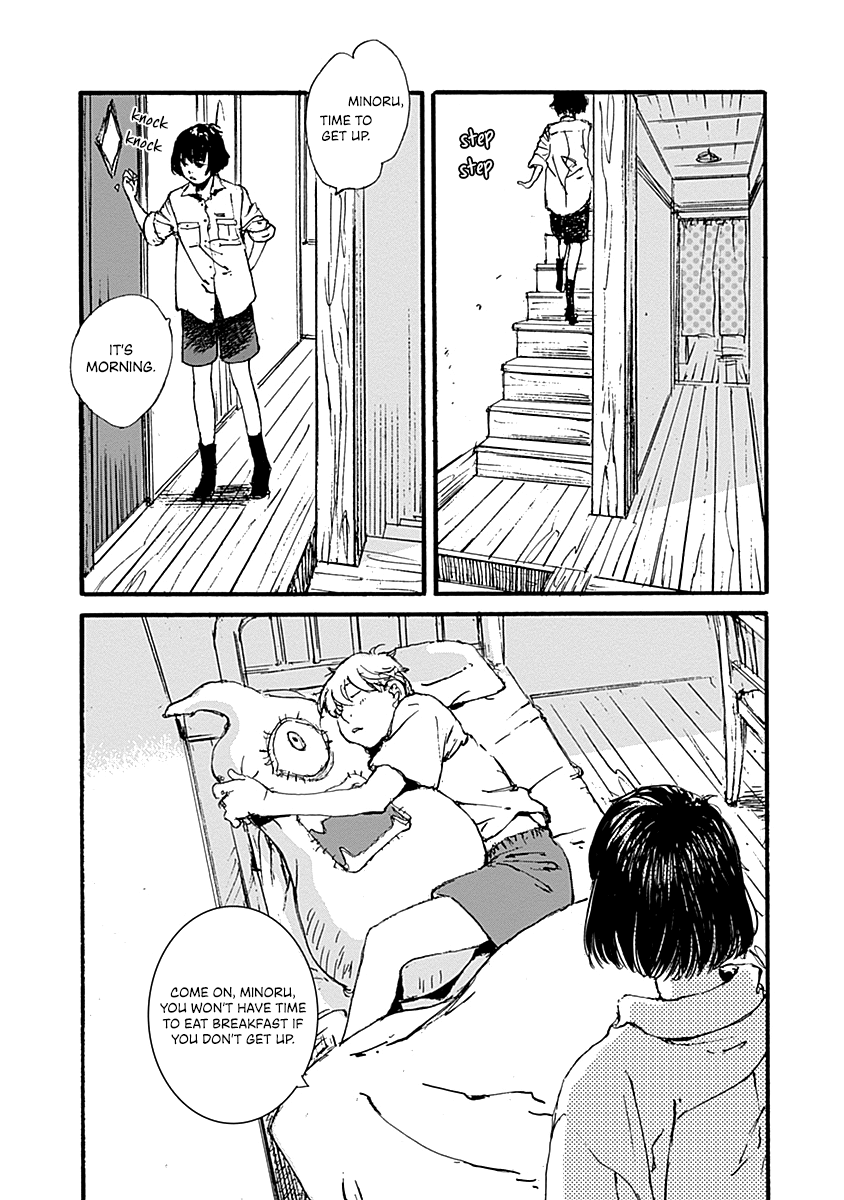 step
step
MINORU,
TIME TO
GET UP.
knock
knock
IT'S
MORNING.
COME ON, MINORU,
YOU WON'T HAVE TIME
TO EAT BREAKFAST IF
YOU DON'T GET UP.